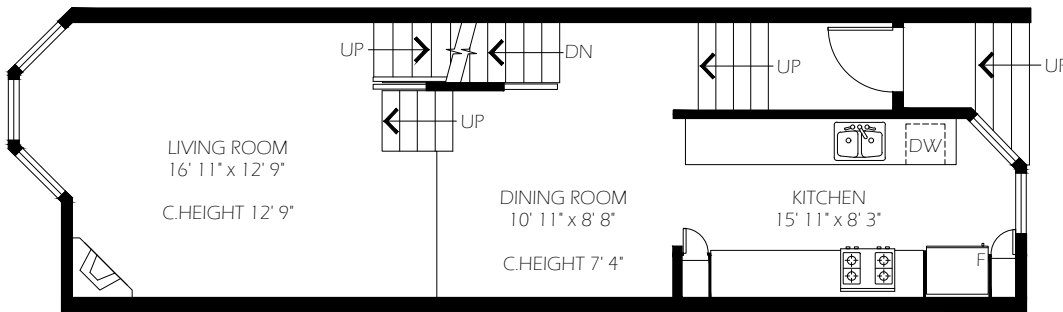 UP
DN
UP
UP
UP
LIVING ROOM
16' 11" x 12' 9"
C.HEIGHT 12' 9"
DINING ROOM
10' 11" x 8' 8"
C.HEIGHT 7' 4"
DW
KITCHEN
15' 11" x 8' 3"
F